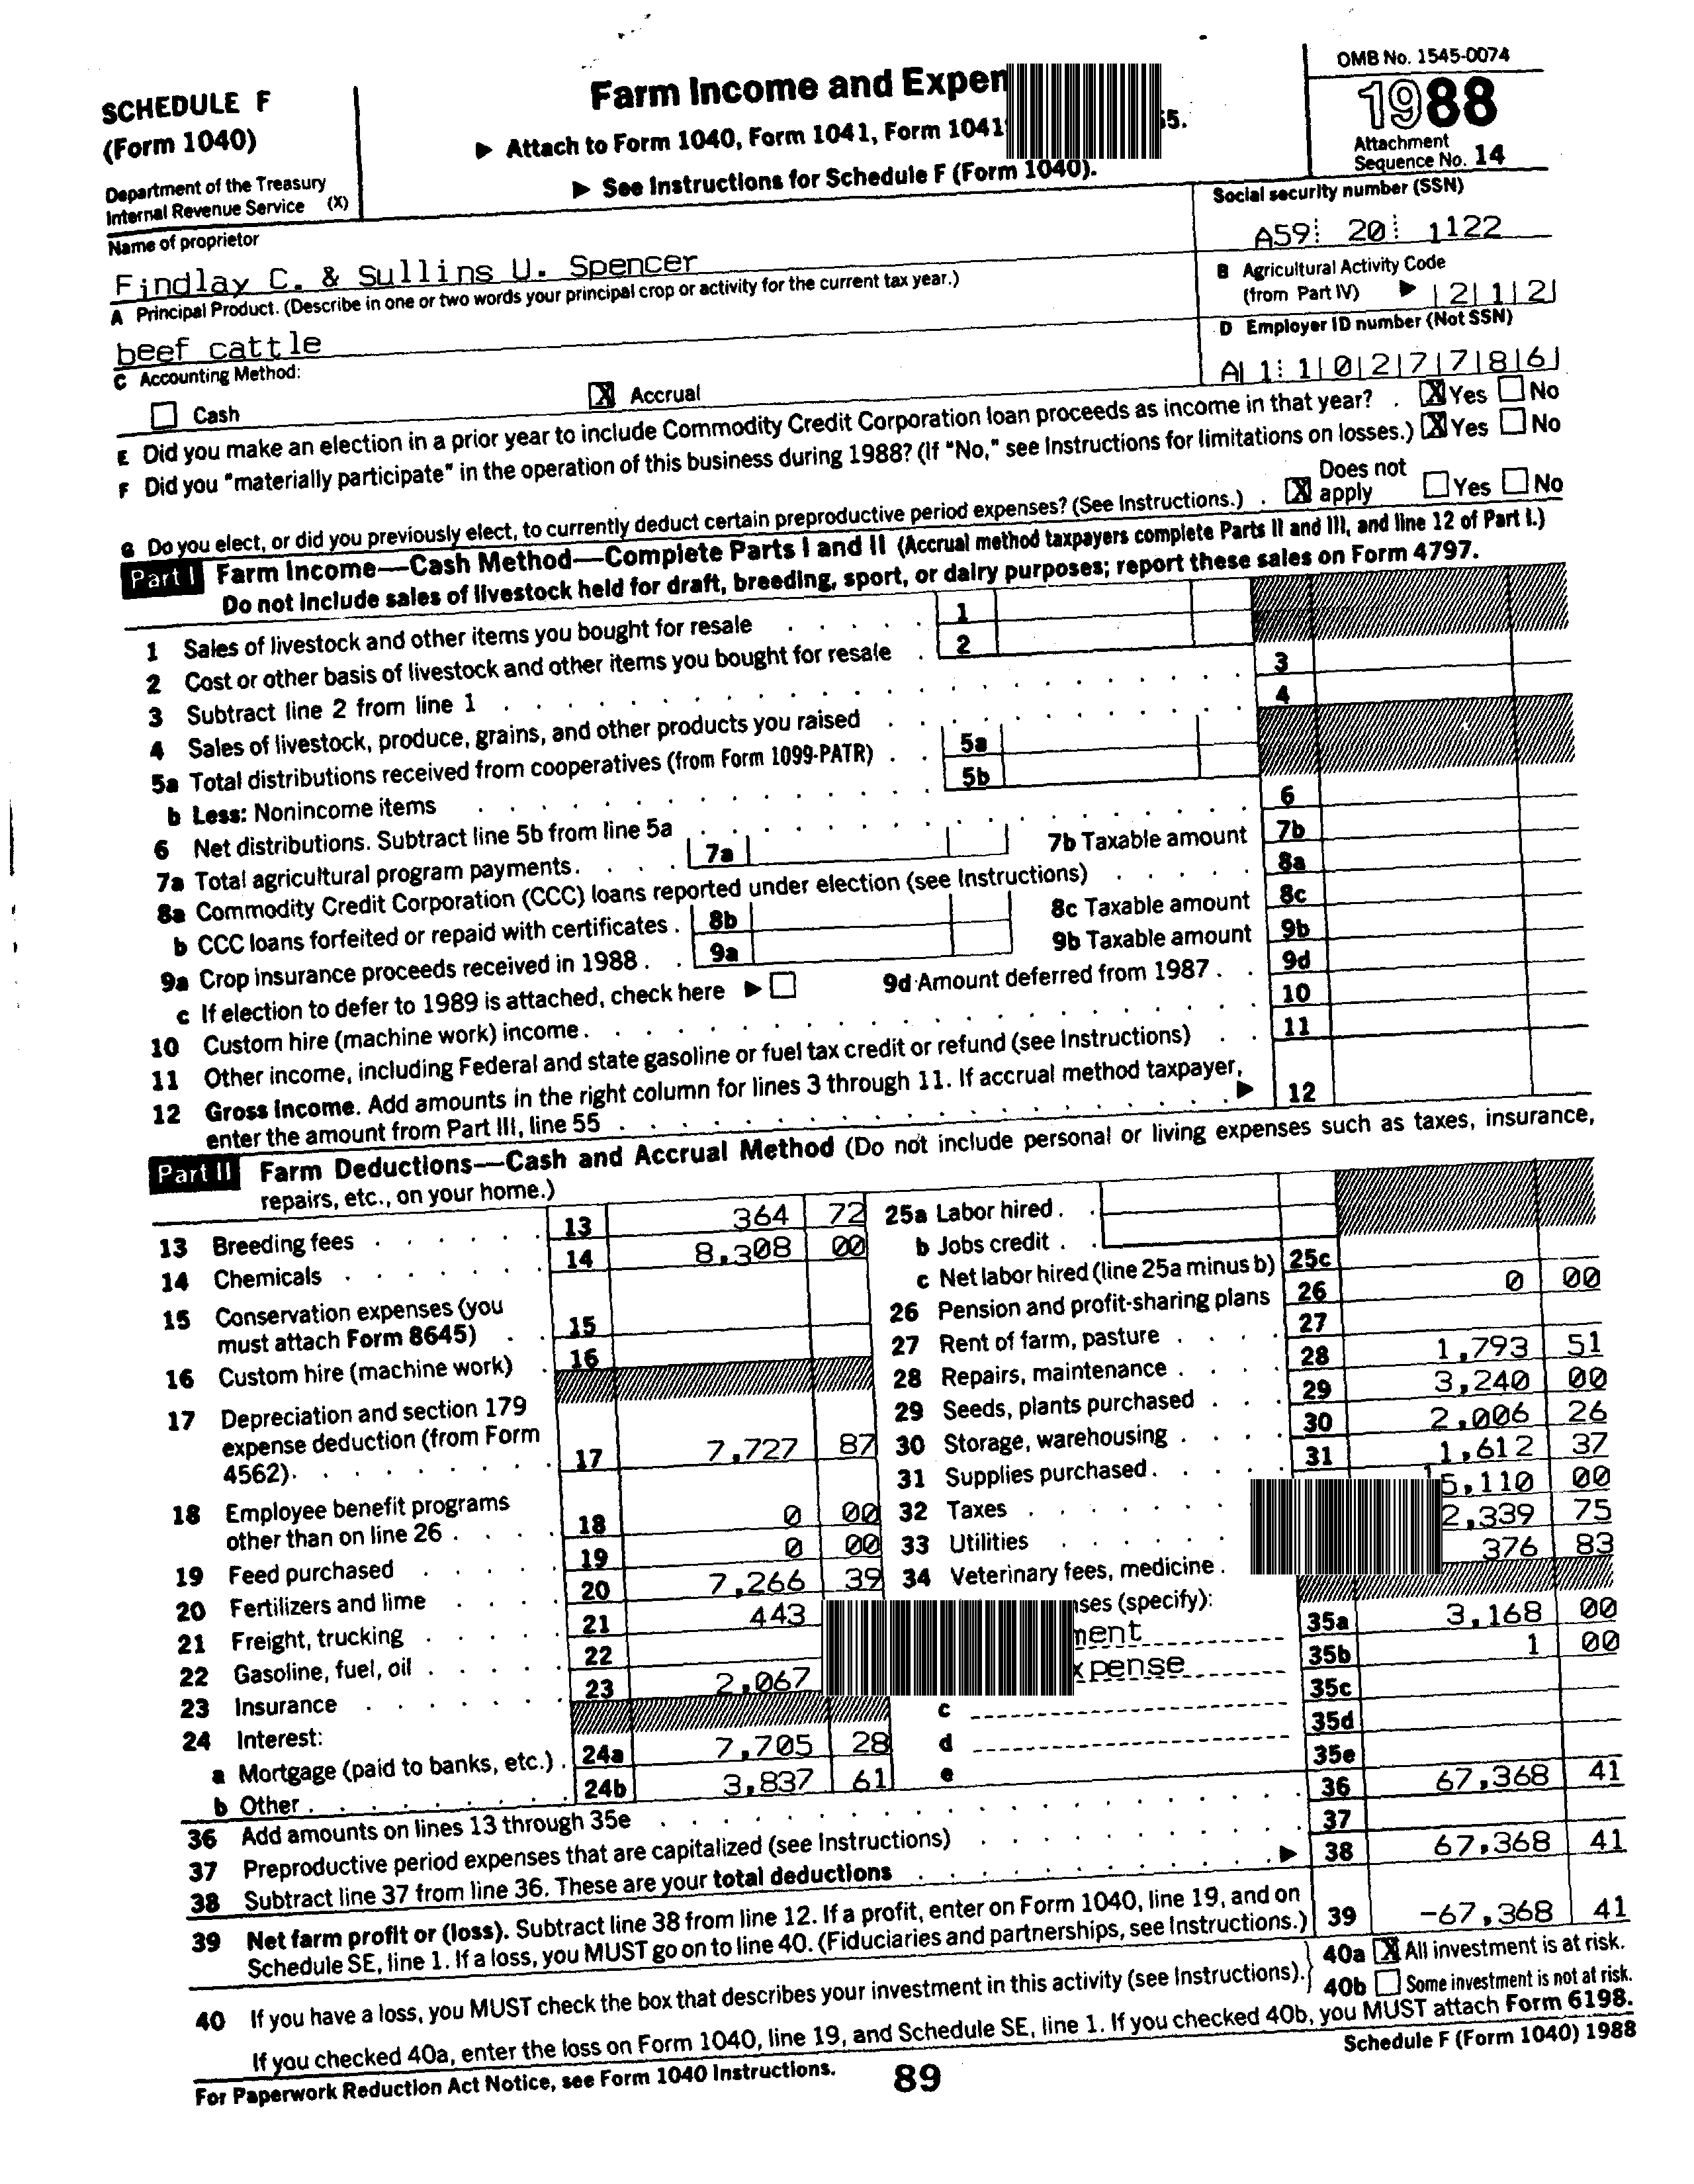 SCHEDULE F
(Form 1040)
Department of the Treasury
Internal Revenue Service (X)
Farm Income and
▶ Attach to Form 1040, Form 1041, Form 1041
▶ See Instructions for Schedule F (Form 1040).
OMB No. 1545-0074
1988
Attachment
Sequence No. 14
Name of proprietor
Findlay C. & Sullins U. Spencer
Social security number (SSN)
A59 20 1122
A Principal Product. (Describe in one or two words your principal crop or activity for the current tax year.)
beef cattle
B Agricultural Activity Code
(from Part IV) ▶ 2 1 2
C Accounting Method:
Cash
X Accrual
D Employer ID number (Not SSN)
A 1 1 0 2 7 7 8 6
E Did you make an election in a prior year to include Commodity Credit Corporation loan proceeds as income in that year? . X Yes No
F Did you "materially participate" in the operation of this business during 1988? (If "No," see Instructions for limitations on losses.) X Yes No
G Do you elect, or did you previously elect, to currently deduct certain preproductive period expenses? (See Instructions.) . X Does not apply Yes No
Part I Farm Income—Cash Method—Complete Parts I and II (Accrual method taxpayers complete Parts II and III, and line 12 of Part I.)
Do not include sales of livestock held for draft, breeding, sport, or dairy purposes; report these sales on Form 4797.
1 Sales of livestock and other items you bought for resale . . . . . 1
2 Cost or other basis of livestock and other items you bought for resale . 2
3 Subtract line 2 from line 1 . . . . . 3
4 Sales of livestock, produce, grains, and other products you raised . . . . . 4
5a Total distributions received from cooperatives (from Form 1099-PATR) . . 5a
b Less: Nonincome items . . . . . 5b
6 Net distributions. Subtract line 5b from line 5a . . . . . 6
7a Total agricultural program payments. . . . 7a 7b Taxable amount 7b
8a Commodity Credit Corporation (CCC) loans reported under election (see Instructions) . . . . . 8a
b CCC loans forfeited or repaid with certificates . 8b 8c Taxable amount 8c
9a Crop insurance proceeds received in 1988 . . 9a 9b Taxable amount 9b
c If election to defer to 1989 is attached, check here ▶ 9d Amount deferred from 1987 . . 9d
10 Custom hire (machine work) income . . . . . 10
11 Other income, including Federal and state gasoline or fuel tax credit or refund (see Instructions) . . 11
12 Gross income. Add amounts in the right column for lines 3 through 11. If accrual method taxpayer,
enter the amount from Part III, line 55 . . . . . ▶ 12
Part II Farm Deductions—Cash and Accrual Method (Do not include personal or living expenses such as taxes, insurance,
repairs, etc., on your home.)
13 Breeding fees . . . . . 13 364 72
14 Chemicals . . . . . 14 8,308 00
15 Conservation expenses (you
must attach Form 8645) . . 15
16 Custom hire (machine work) . 16
17 Depreciation and section 179
expense deduction (from Form
4562). . . . . 17 7,727 87
18 Employee benefit programs
other than on line 26 . . . . 18 0 00
19 Feed purchased . . . . . 19 0 00
20 Fertilizers and lime . . . . 20 7,266 39
21 Freight, trucking . . . . . 21 443
22 Gasoline, fuel, oil . . . . . 22
23 Insurance . . . . . 23 2,067
24 Interest:
a Mortgage (paid to banks, etc.) . 24a 7,705 28
b Other . . . . . 24b 3,837 61
25a Labor hired . .
b Jobs credit . .
c Net labor hired (line 25a minus b) 25c
26 Pension and profit-sharing plans 26 0 00
27 Rent of farm, pasture . . . . 27
28 Repairs, maintenance . . . . 28 1,793 51
29 Seeds, plants purchased . . . 29 3,240 00
30 Storage, warehousing . . . . 30 2,006 26
31 Supplies purchased . . . . 31 1,612 37
32 Taxes . . . . . 5,110 00
33 Utilities . . . . . 2,339 75
34 Veterinary fees, medicine . 376 83
(specify):
35a 3,168 00
35b 1 00
c 35c
d 35d
e 35e
36 Add amounts on lines 13 through 35e . . . . . 36 67,368 41
37 Preproductive period expenses that are capitalized (see Instructions) . . . . . 37
38 Subtract line 37 from line 36. These are your total deductions . . . . . ▶ 38 67,368 41
39 Net farm profit or (loss). Subtract line 38 from line 12. If a profit, enter on Form 1040, line 19, and on
Schedule SE, line 1. If a loss, you MUST go on to line 40. (Fiduciaries and partnerships, see Instructions.) 39 -67,368 41
40 If you have a loss, you MUST check the box that describes your investment in this activity (see Instructions). 40a X All investment is at risk.
40b Some investment is not at risk.
If you checked 40a, enter the loss on Form 1040, line 19, and Schedule SE, line 1. If you checked 40b, you MUST attach Form 6198.
For Paperwork Reduction Act Notice, see Form 1040 Instructions. 89 Schedule F (Form 1040) 1988